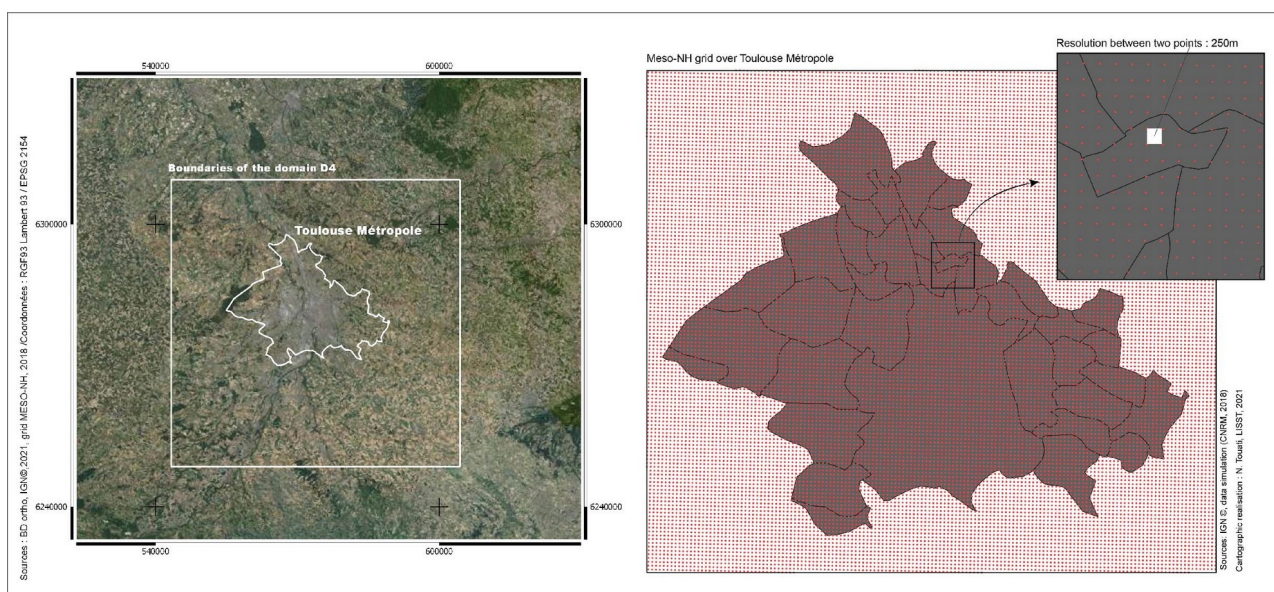 540000
600000
Boundaries of the domain D4
Toulouse Métropole
6300000
6300000
6240000
6240000
540000
600000
Sources : BD ortho, IGN©,2021, grid MESO-NH, 2018 /Coordonnées : RGF93 Lambert 93 / EPSG 2154
Meso-NH grid over Toulouse Métropole
Resolution between two points : 250m
Sources: IGN ©, data simulation (CNRM, 2018)
Cartographic realisation : N. Touati, LISST, 2021